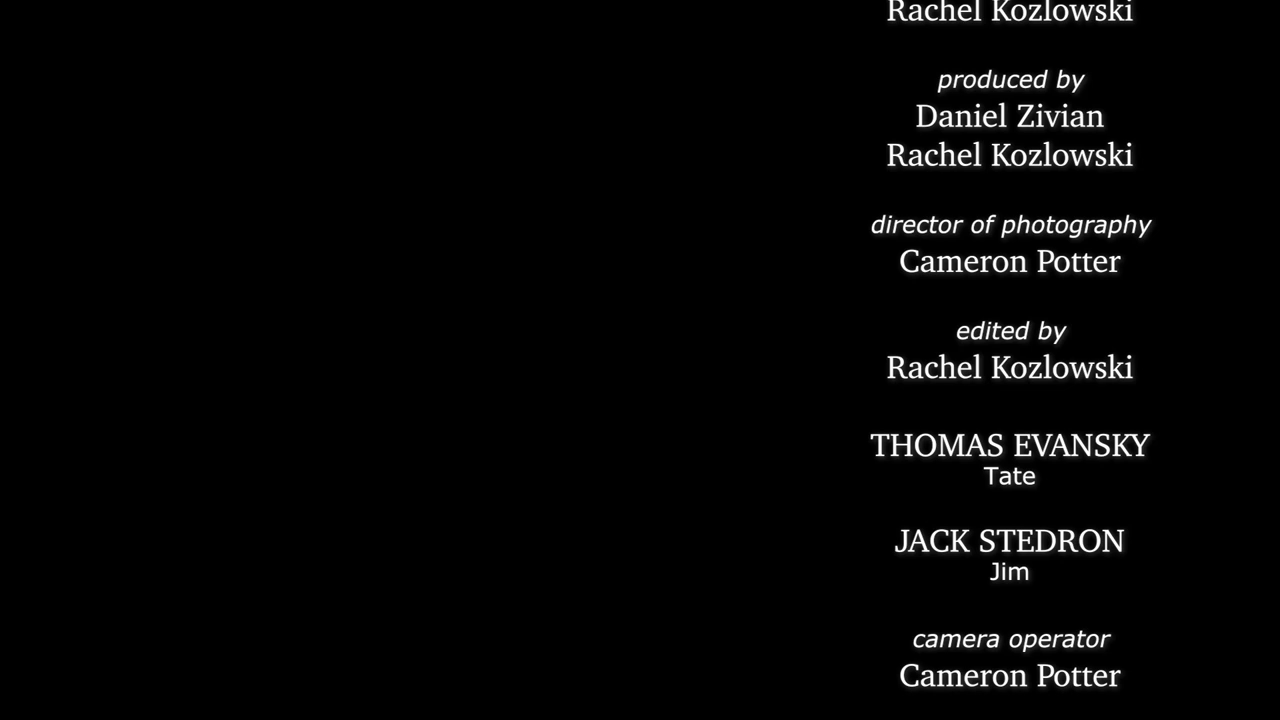 Rachel Kozlowski
produced by
Daniel Zivian
Rachel Kozlowski
director of photography
Cameron Potter
edited by
Rachel Kozlowski
THOMAS EVANSKY
Tate
JACK STEDRON
Jim
camera operator
Cameron Potter